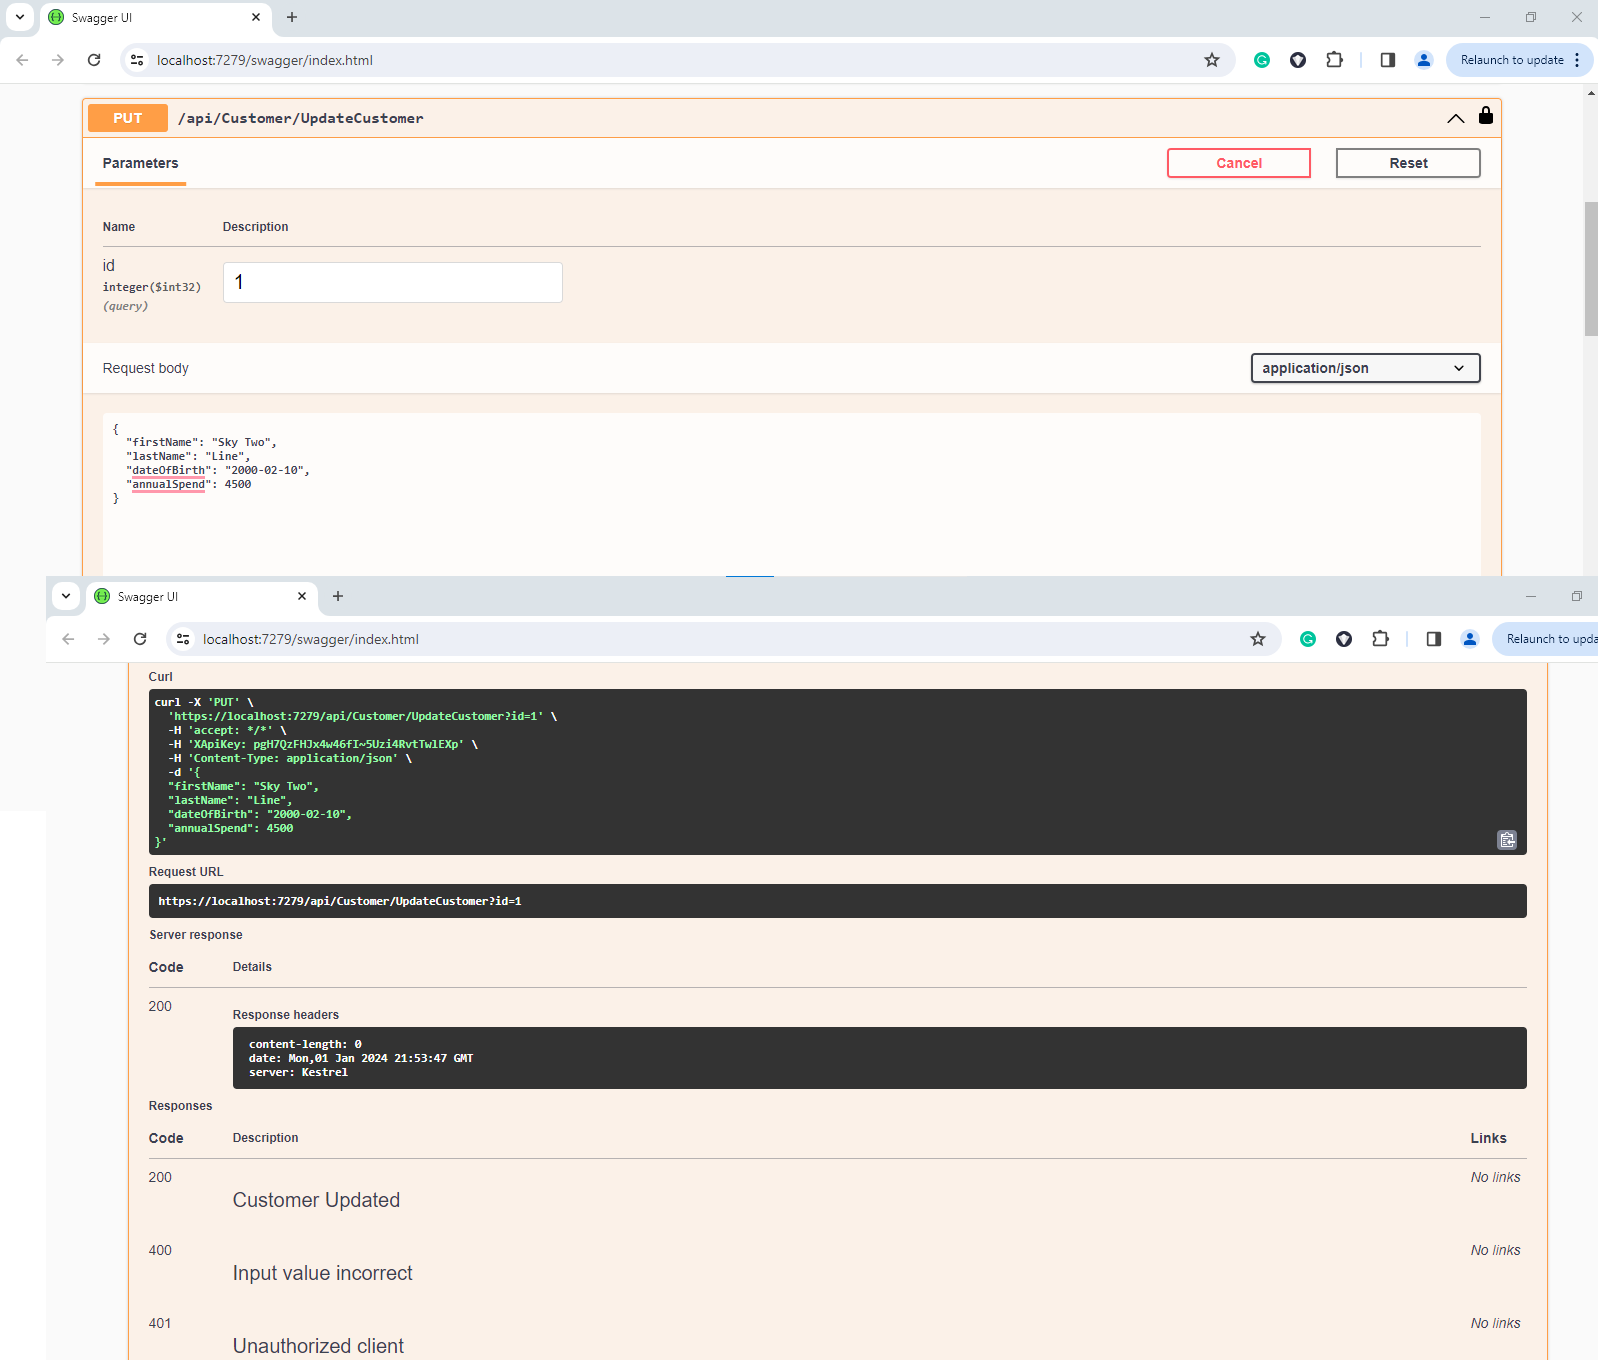 Swagger UI
localhost:7279/swagger/index.html
Relaunch to update
PUT /api/Customer/UpdateCustomer
Parameters
Cancel
Reset
Name Description
id
integer($int32)
(query)
1
Request body
application/json
{
"firstName": "Sky Two",
"lastName": "Line",
"dateOfBirth": "2000-02-10",
"annualSpend": 4500
}
Swagger UI
localhost:7279/swagger/index.html
Relaunch to upda
Curl
curl -X 'PUT' \
'https://localhost:7279/api/Customer/UpdateCustomer?id=1' \
-H 'accept: */*' \
-H 'XApiKey: pgH7QzFHJx4w46fI~5Uzi4RvtTwlEXp' \
-H 'Content-Type: application/json' \
-d '{
"firstName": "Sky Two",
"lastName": "Line",
"dateOfBirth": "2000-02-10",
"annualSpend": 4500
}'
Request URL
https://localhost:7279/api/Customer/UpdateCustomer?id=1
Server response
Code Details
200
Response headers
content-length: 0
date: Mon,01 Jan 2024 21:53:47 GMT
server: Kestrel
Responses
Code Description Links
200 No links
Customer Updated
400 No links
Input value incorrect
401 No links
Unauthorized client